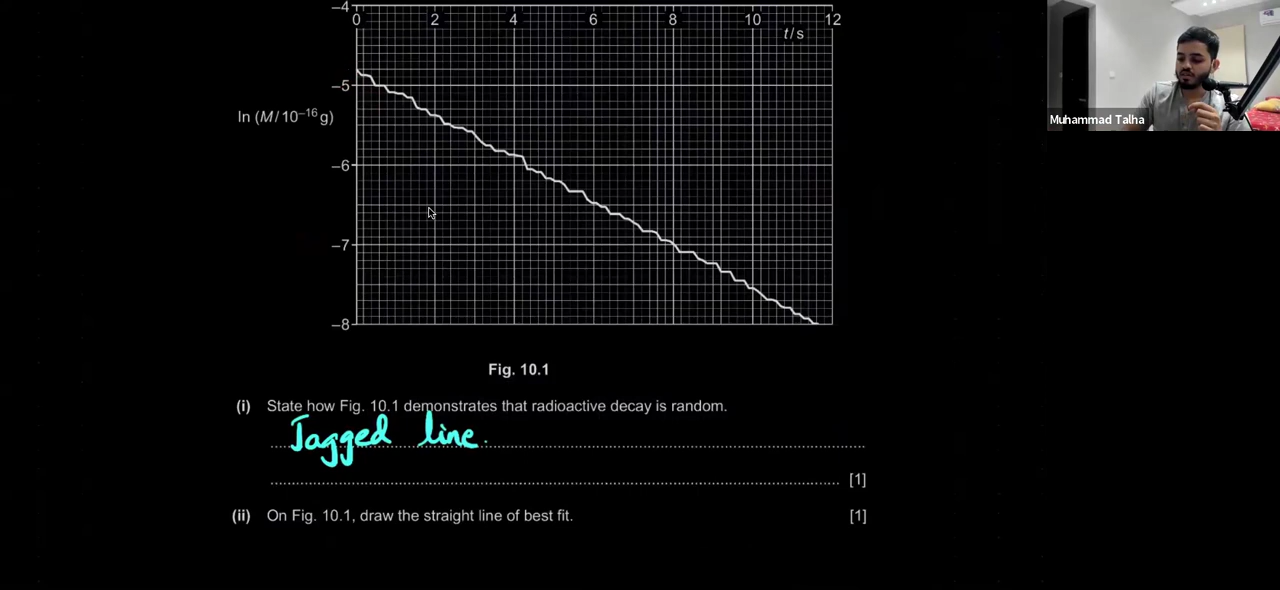 −4
0 2 4 6 8 10 12
t / s
−5
ln (M / 10⁻¹⁶ g)
−6
−7
−8
Fig. 10.1
(i) State how Fig. 10.1 demonstrates that radioactive decay is random.
Jagged line.
[1]
(ii) On Fig. 10.1, draw the straight line of best fit. [1]
Muhammad Talha